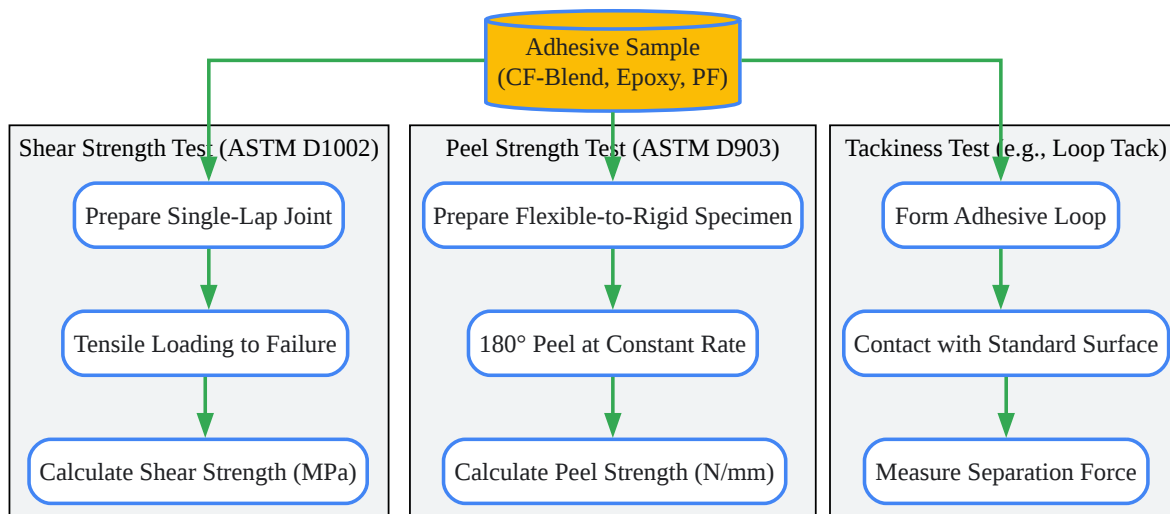 Adhesive Sample
(CF-Blend, Epoxy, PF)
Shear Strength Test (ASTM D1002)
Prepare Single-Lap Joint
Tensile Loading to Failure
Calculate Shear Strength (MPa)
Peel Strength Test (ASTM D903)
Prepare Flexible-to-Rigid Specimen
180° Peel at Constant Rate
Calculate Peel Strength (N/mm)
Tackiness Test (e.g., Loop Tack)
Form Adhesive Loop
Contact with Standard Surface
Measure Separation Force